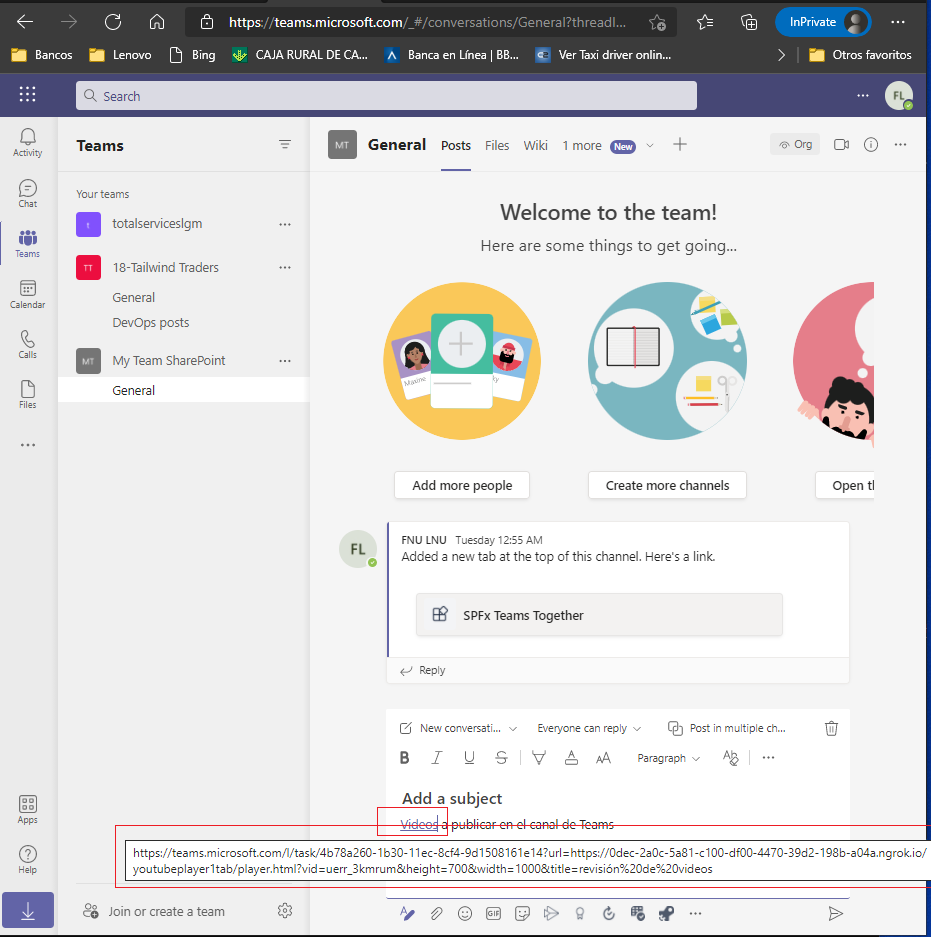 https://teams.microsoft.com/_#/conversations/General?threadI...
InPrivate
Bancos
Lenovo
Bing
CAJA RURAL DE CA...
Banca en Línea | BB...
Ver Taxi driver onlin...
Otros favoritos
Search
FL
Activity
Chat
Teams
Calendar
Calls
Files
Apps
Help
Teams
Your teams
t totalserviceslgm
TT 18-Tailwind Traders
General
DevOps posts
MT My Team SharePoint
General
MT General Posts Files Wiki 1 more New
Org
Welcome to the team!
Here are some things to get going...
Maxine
Add more people
Create more channels
Open th
FL
FNU LNU Tuesday 12:55 AM
Added a new tab at the top of this channel. Here's a link.
SPFx Teams Together
Reply
New conversati...
Everyone can reply
Post in multiple ch...
B I U S A AA Paragraph
Add a subject
Videos a publicar en el canal de Teams
https://teams.microsoft.com/l/task/4b78a260-1b30-11ec-8cf4-9d1508161e14?url=https://0dec-2a0c-5a81-c100-df00-4470-39d2-198b-a04a.ngrok.io/
youtubeplayer1tab/player.html?vid=uerr_3kmrum&height=700&width=1000&title=revisión%20de%20videos
Join or create a team
GIF